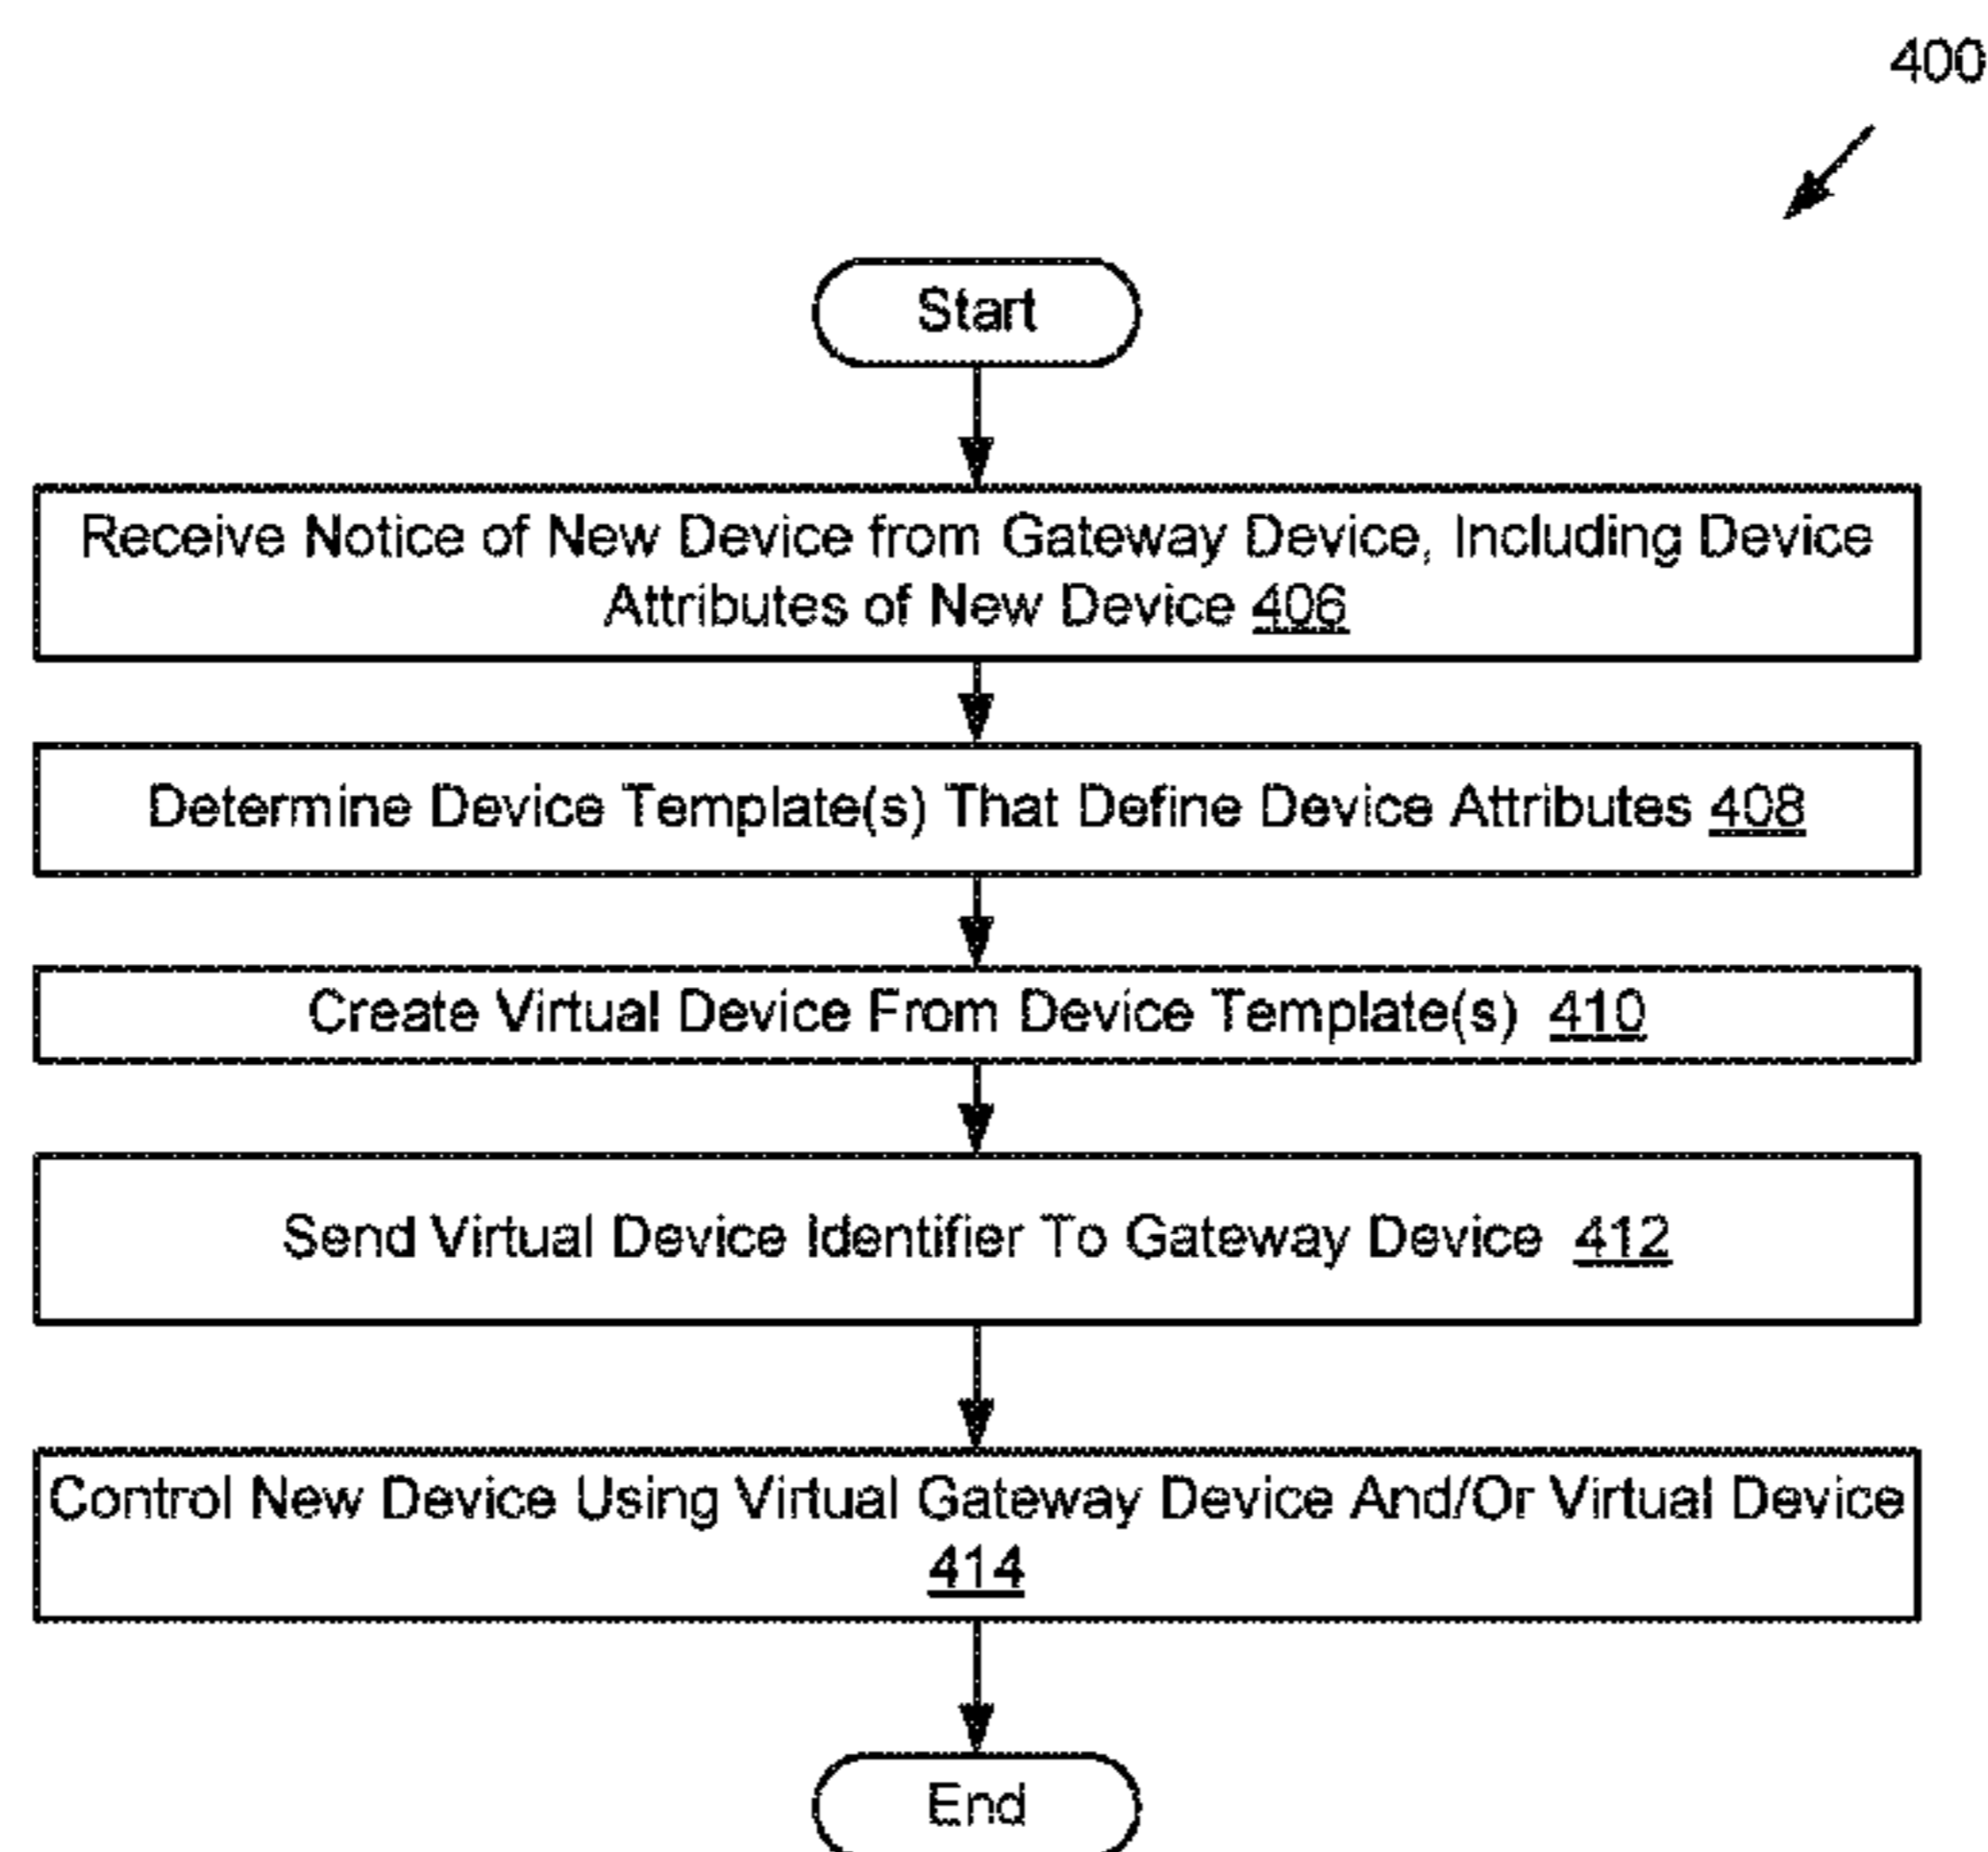 400
Start
Receive Notice of New Device from Gateway Device, Including Device
Attributes of New Device 406
Determine Device Template(s) That Define Device Attributes 408
Create Virtual Device From Device Template(s) 410
Send Virtual Device Identifier To Gateway Device 412
Control New Device Using Virtual Gateway Device And/Or Virtual Device
414
End